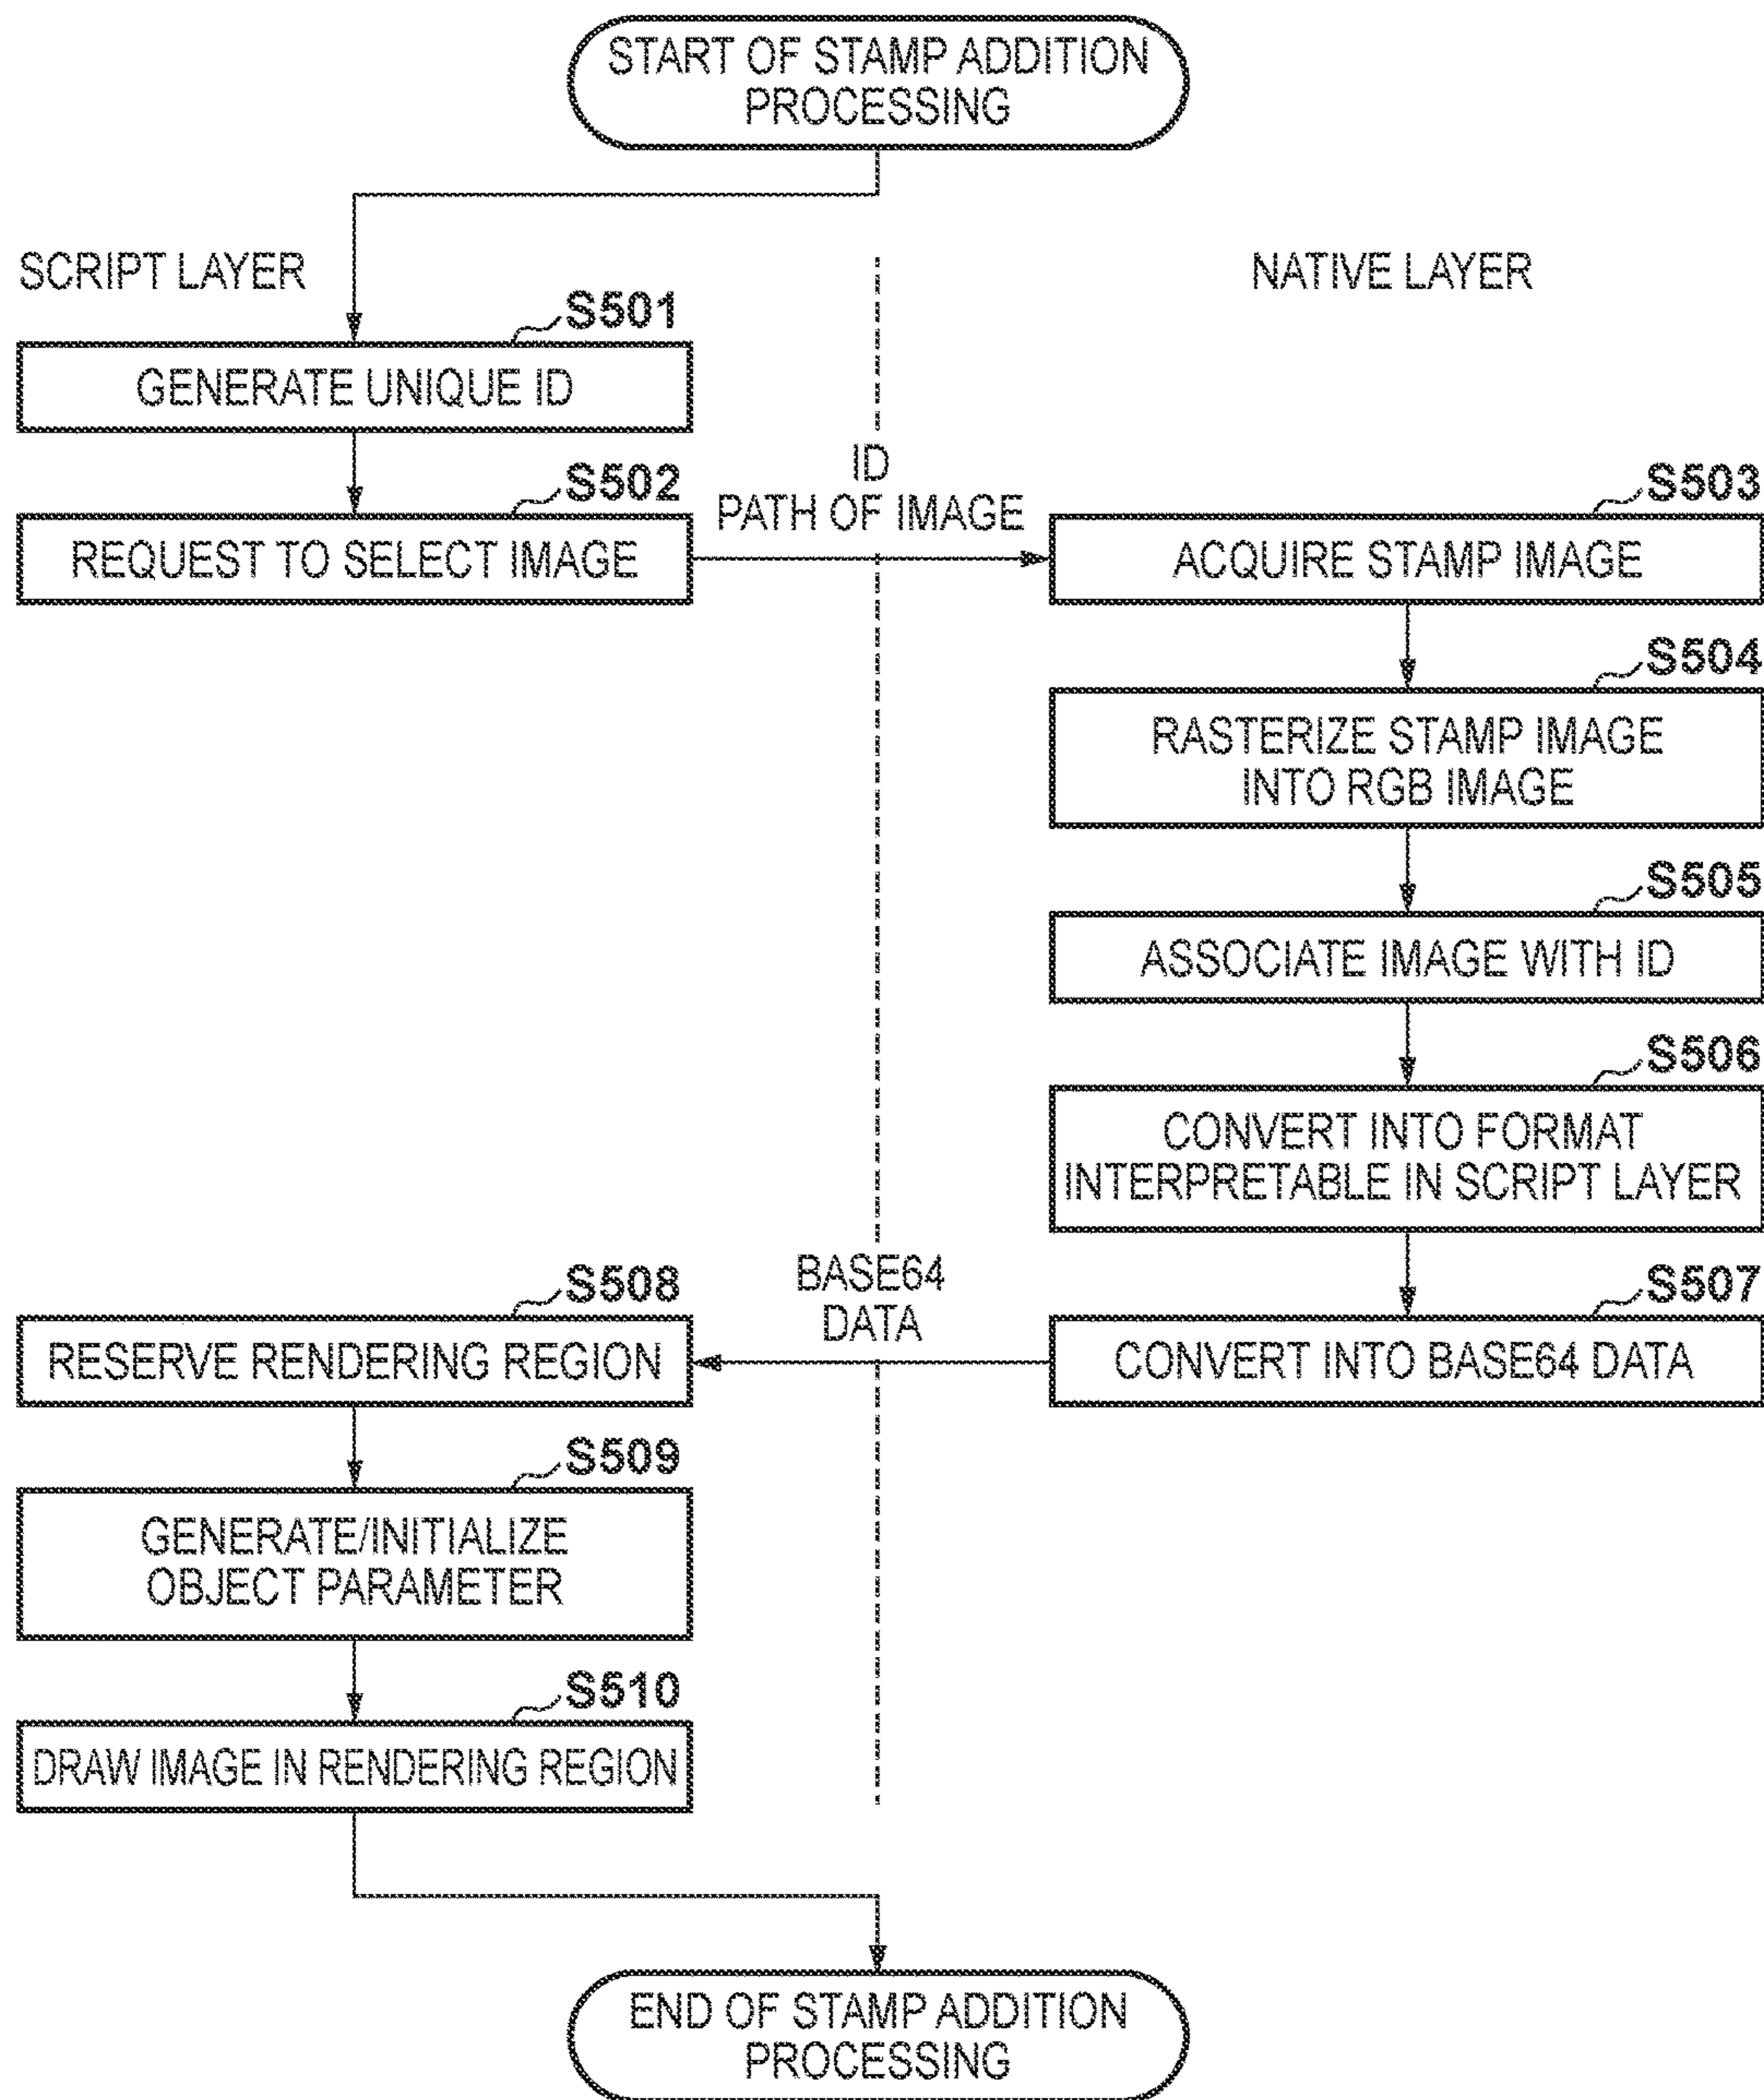 START OF STAMP ADDITION
PROCESSING
SCRIPT LAYER
NATIVE LAYER
S501
GENERATE UNIQUE ID
S502
REQUEST TO SELECT IMAGE
ID
PATH OF IMAGE
S503
ACQUIRE STAMP IMAGE
S504
RASTERIZE STAMP IMAGE
INTO RGB IMAGE
S505
ASSOCIATE IMAGE WITH ID
S506
CONVERT INTO FORMAT
INTERPRETABLE IN SCRIPT LAYER
S507
CONVERT INTO BASE64 DATA
BASE64
DATA
S508
RESERVE RENDERING REGION
S509
GENERATE/INITIALIZE
OBJECT PARAMETER
S510
DRAW IMAGE IN RENDERING REGION
END OF STAMP ADDITION
PROCESSING